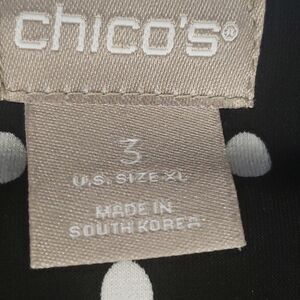 chico's®
3
U.S. SIZE XL
MADE IN
SOUTH KOREA